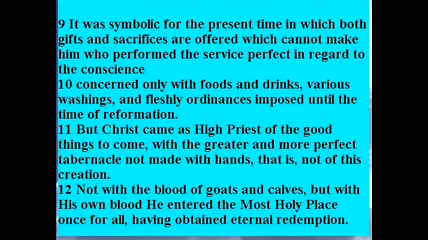 9 It was symbolic for the present time in which both
gifts and sacrifices are offered which cannot make
him who performed the service perfect in regard to
the conscience
10 concerned only with foods and drinks, various
washings, and fleshly ordinances imposed until the
time of reformation.
11 But Christ came as High Priest of the good
things to come, with the greater and more perfect
tabernacle not made with hands, that is, not of this
creation.
12 Not with the blood of goats and calves, but with
His own blood He entered the Most Holy Place
once for all, having obtained eternal redemption.